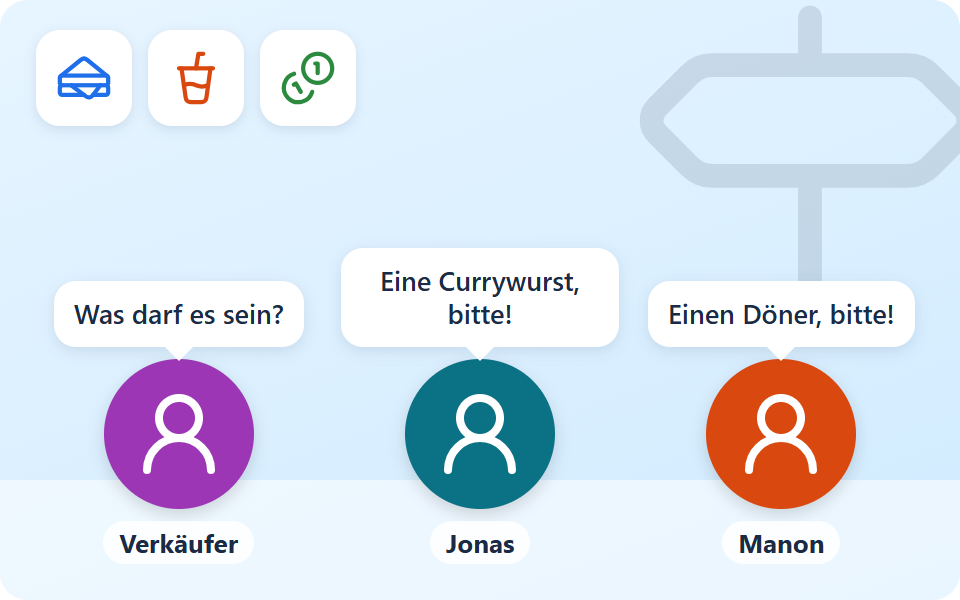 Was darf es sein?
Eine Currywurst,
bitte!
Einen Döner, bitte!
Verkäufer
Jonas
Manon